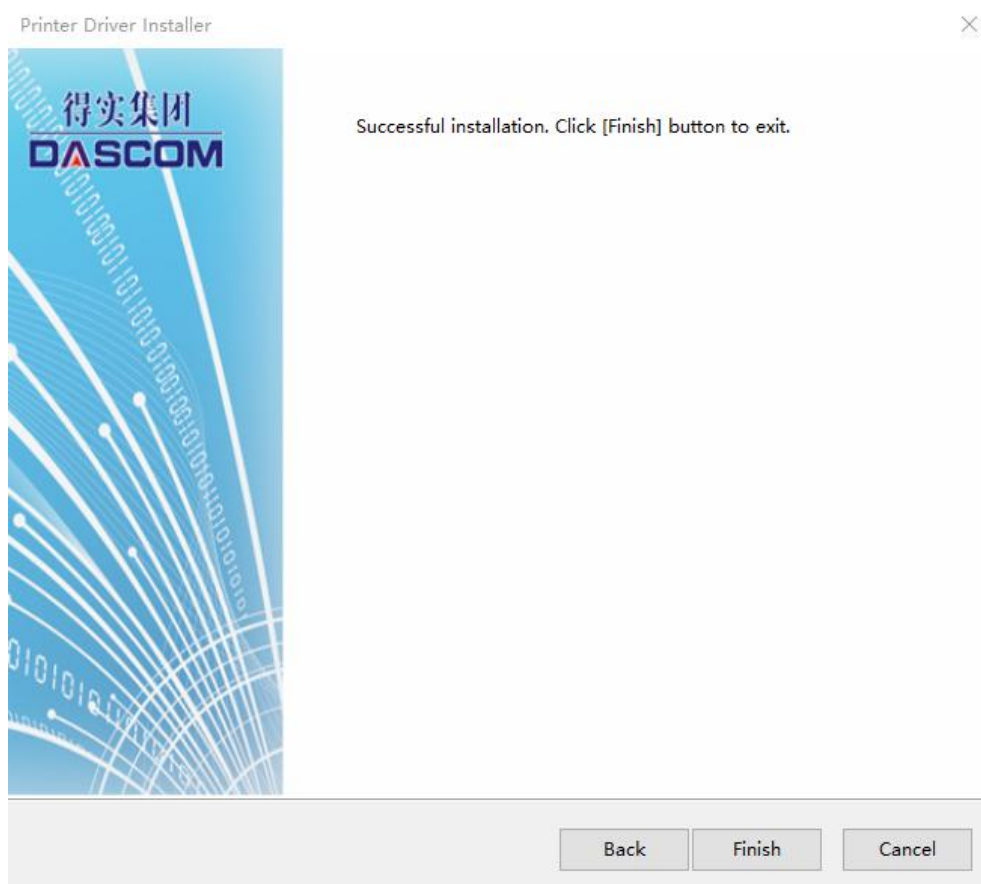 Printer Driver Installer
得实集团
DASCOM
Successful installation. Click [Finish] button to exit.
Back
Finish
Cancel